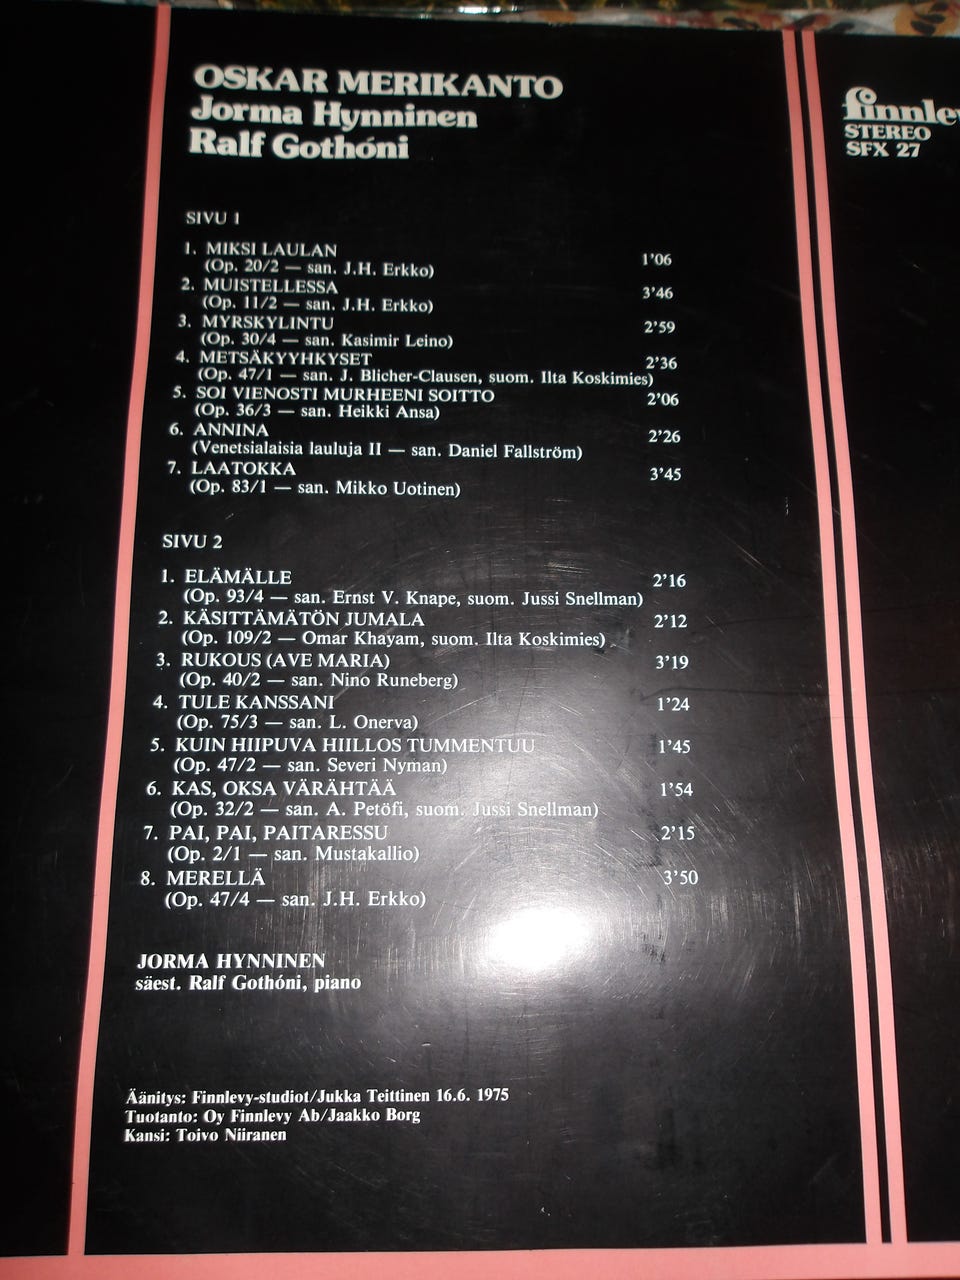 OSKAR MERIKANTO
Jorma Hynninen
Ralf Gothóni
finnlev
STEREO
SFX 27
SIVU 1
1. MIKSI LAULAN 1'06
(Op. 20/2 — san. J.H. Erkko)
2. MUISTELLESSA 3'46
(Op. 11/2 — san. J.H. Erkko)
3. MYRSKYLINTU 2'59
(Op. 30/4 — san. Kasimir Leino)
4. METSÄKYYHKYSET 2'36
(Op. 47/1 — san. J. Blicher-Clausen, suom. Ilta Koskimies)
5. SOI VIENOSTI MURHEENI SOITTO 2'06
(Op. 36/3 — san. Heikki Ansa)
6. ANNINA 2'26
(Venetsialaisia lauluja II — san. Daniel Fallström)
7. LAATOKKA 3'45
(Op. 83/1 — san. Mikko Uotinen)
SIVU 2
1. ELÄMÄLLE 2'16
(Op. 93/4 — san. Ernst V. Knape, suom. Jussi Snellman)
2. KÄSITTÄMÄTÖN JUMALA 2'12
(Op. 109/2 — Omar Khayam, suom. Ilta Koskimies)
3. RUKOUS (AVE MARIA) 3'19
(Op. 40/2 — san. Nino Runeberg)
4. TULE KANSSANI 1'24
(Op. 75/3 — san. L. Onerva)
5. KUIN HIIPUVA HIILLOS TUMMENTUU 1'45
(Op. 47/2 — san. Severi Nyman)
6. KAS, OKSA VÄRÄHTÄÄ 1'54
(Op. 32/2 — san. A. Petöfi, suom. Jussi Snellman)
7. PAI, PAI, PAITARESSU 2'15
(Op. 2/1 — san. Mustakallio)
8. MERELLÄ 3'50
(Op. 47/4 — san. J.H. Erkko)
JORMA HYNNINEN
säest. Ralf Gothóni, piano
Äänitys: Finnlevy-studiot/Jukka Teittinen 16.6. 1975
Tuotanto: Oy Finnlevy Ab/Jaakko Borg
Kansi: Toivo Niiranen